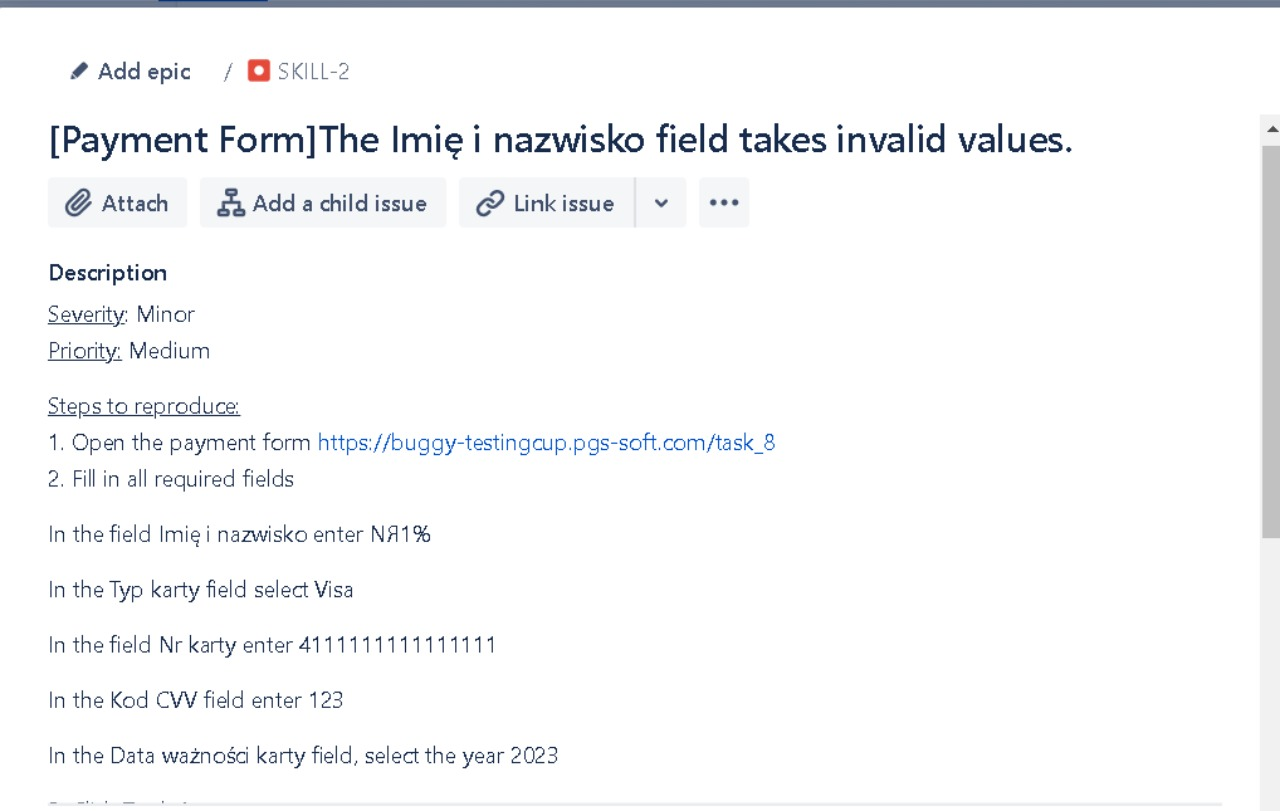 Add epic / SKILL-2
[Payment Form]The Imię i nazwisko field takes invalid values.
Attach Add a child issue Link issue
Description
Severity: Minor
Priority: Medium
Steps to reproduce:
1. Open the payment form https://buggy-testingcup.pgs-soft.com/task_8
2. Fill in all required fields
In the field Imię i nazwisko enter NЯ1%
In the Typ karty field select Visa
In the field Nr karty enter 4111111111111111
In the Kod CVV field enter 123
In the Data ważności karty field, select the year 2023